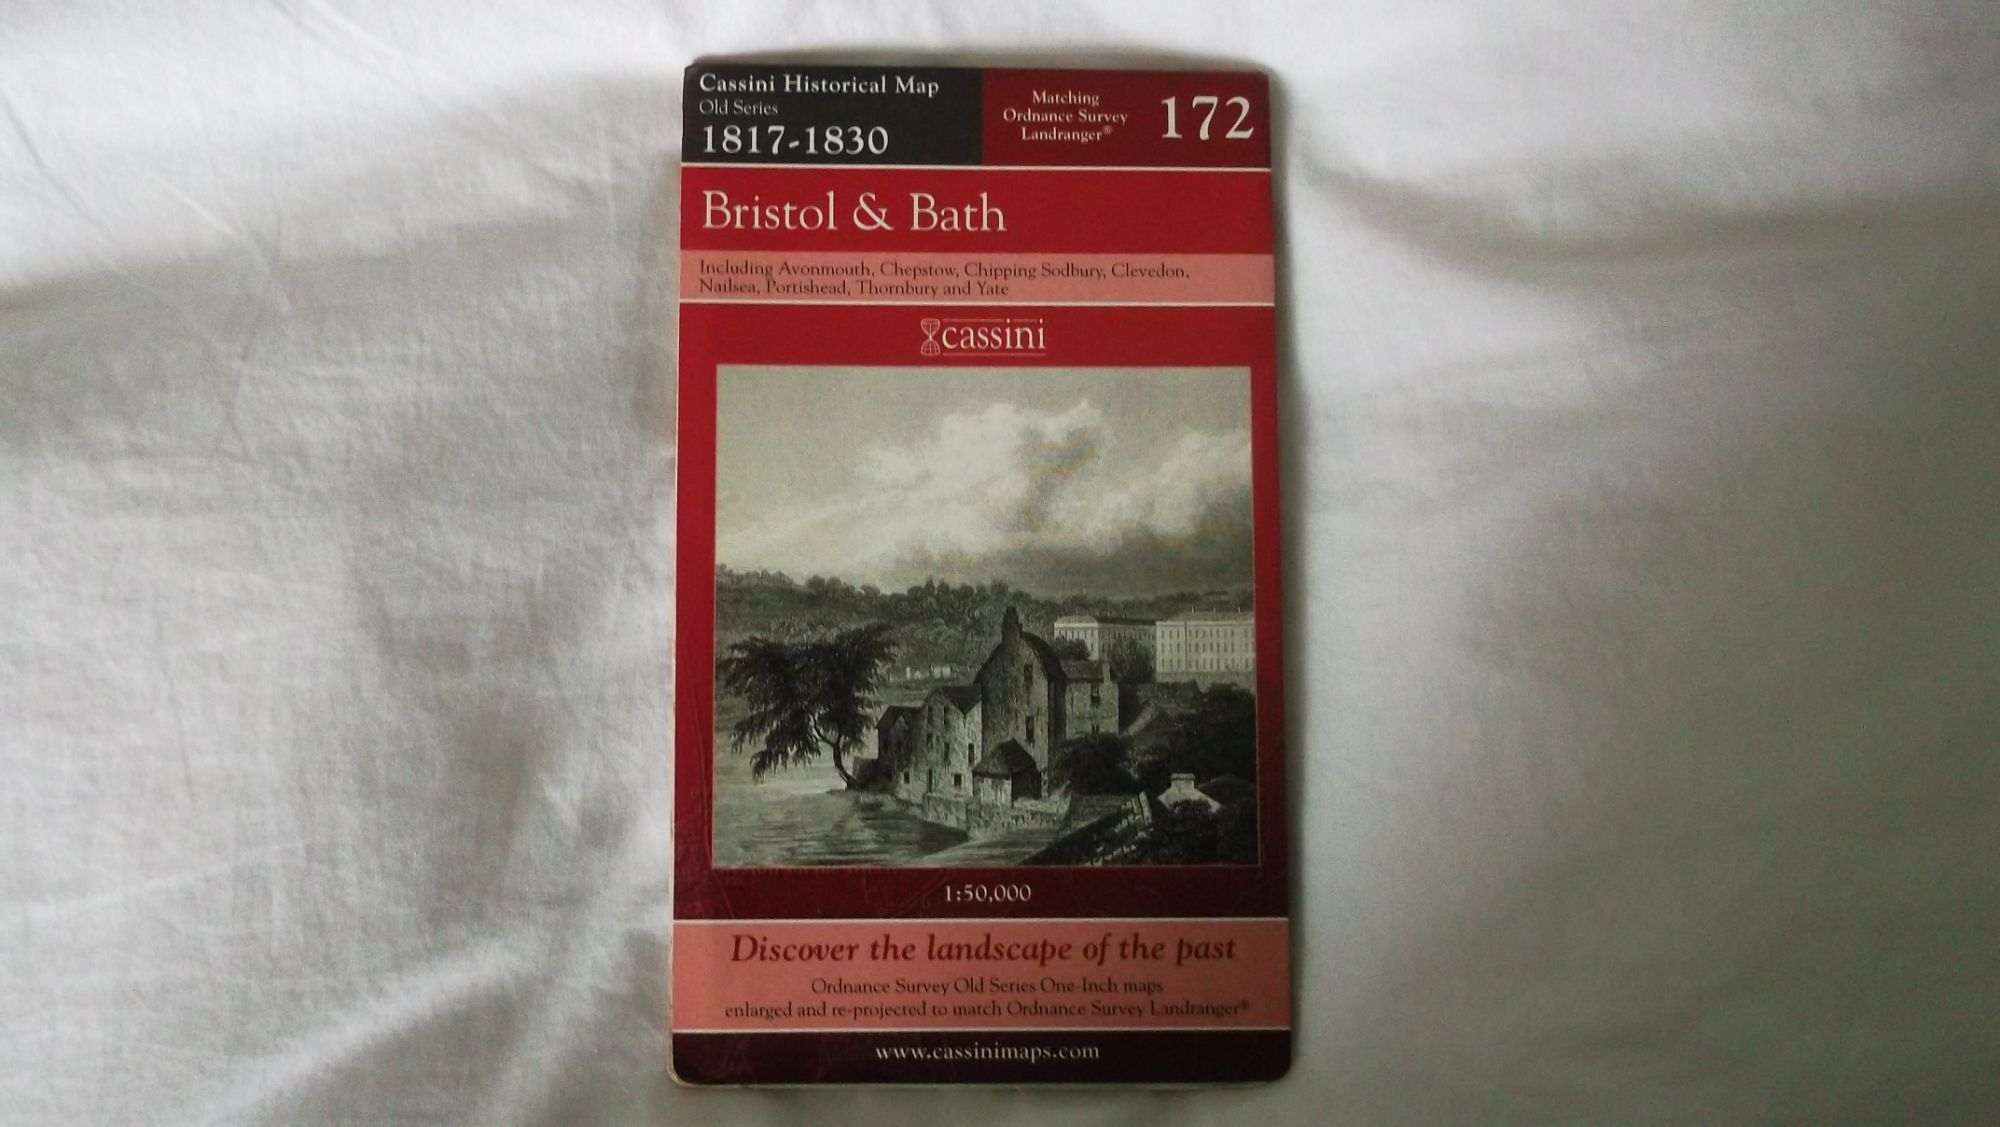 Cassini Historical Map
Old Series
1817-1830
Matching
Ordnance Survey
Landranger®
172
Bristol & Bath
Including Avonmouth, Chepstow, Chipping Sodbury, Clevedon,
Nailsea, Portishead, Thornbury and Yate
cassini
1:50,000
Discover the landscape of the past
Ordnance Survey Old Series One-Inch maps
enlarged and re-projected to match Ordnance Survey Landranger®
www.cassinimaps.com